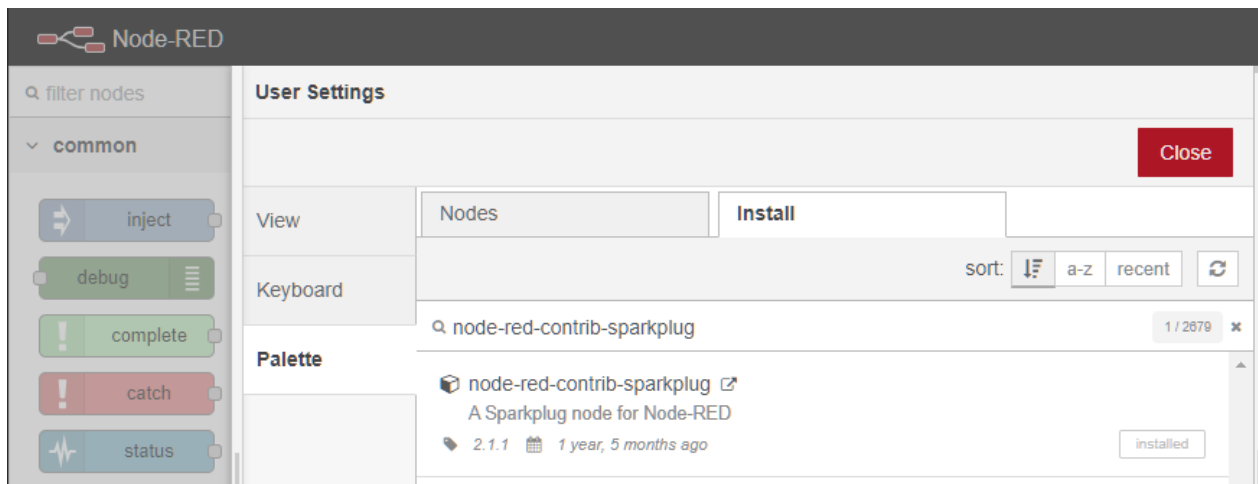 Node-RED
filter nodes
User Settings
common
Close
inject
View
Nodes
Install
sort:
a-z
recent
debug
Keyboard
node-red-contrib-sparkplug
1 / 2679
complete
Palette
node-red-contrib-sparkplug
A Sparkplug node for Node-RED
catch
2.1.1
1 year, 5 months ago
installed
status